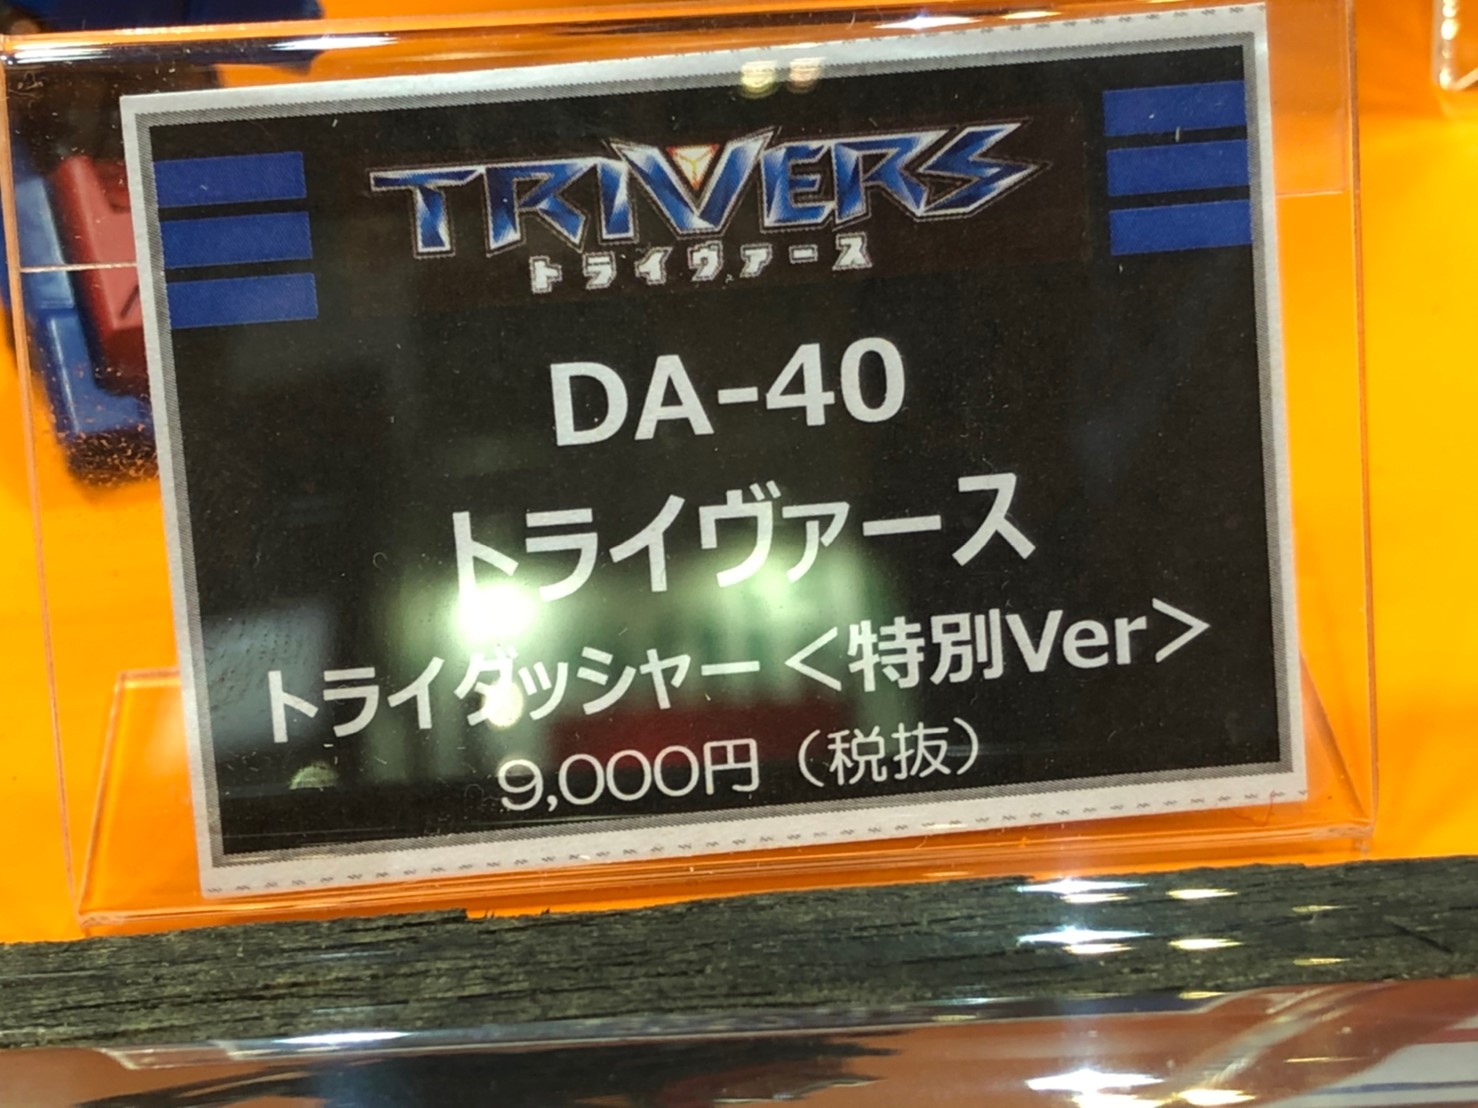 TRIVERS
トライヴァース
DA-40
トライヴァース
トライダッシャー＜特別Ver＞
9,000円（税抜）